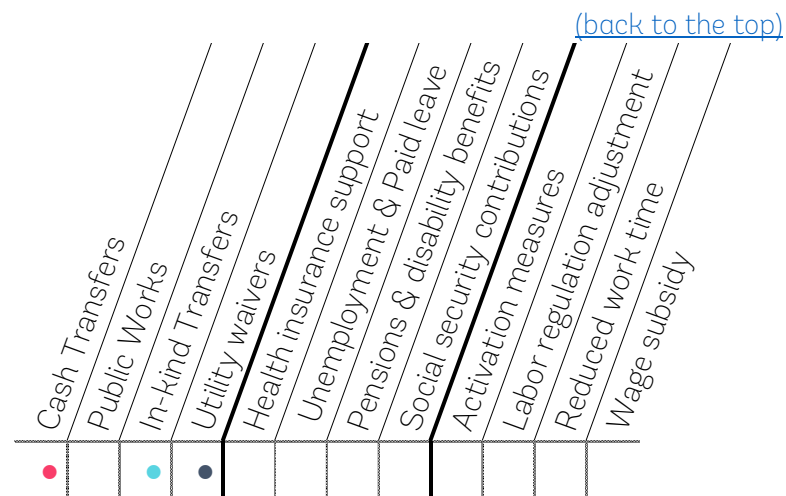 (back to the top)
Cash Transfers
Public Works
In-kind Transfers
Utility waivers
Health insurance support
Unemployment & Paid leave
Pensions & disability benefits
Social security contributions
Activation measures
Labor regulation adjustment
Reduced work time
Wage subsidy